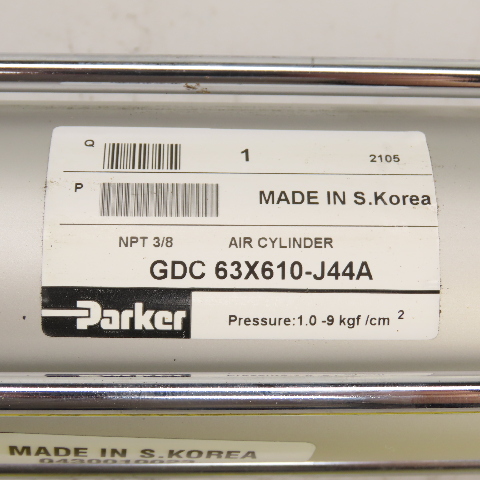 Q 1 2105
P MADE IN S.Korea
NPT 3/8 AIR CYLINDER
GDC 63X610-J44A
Parker Pressure:1.0 -9 kgf /cm 2
MADE IN S.KOREA